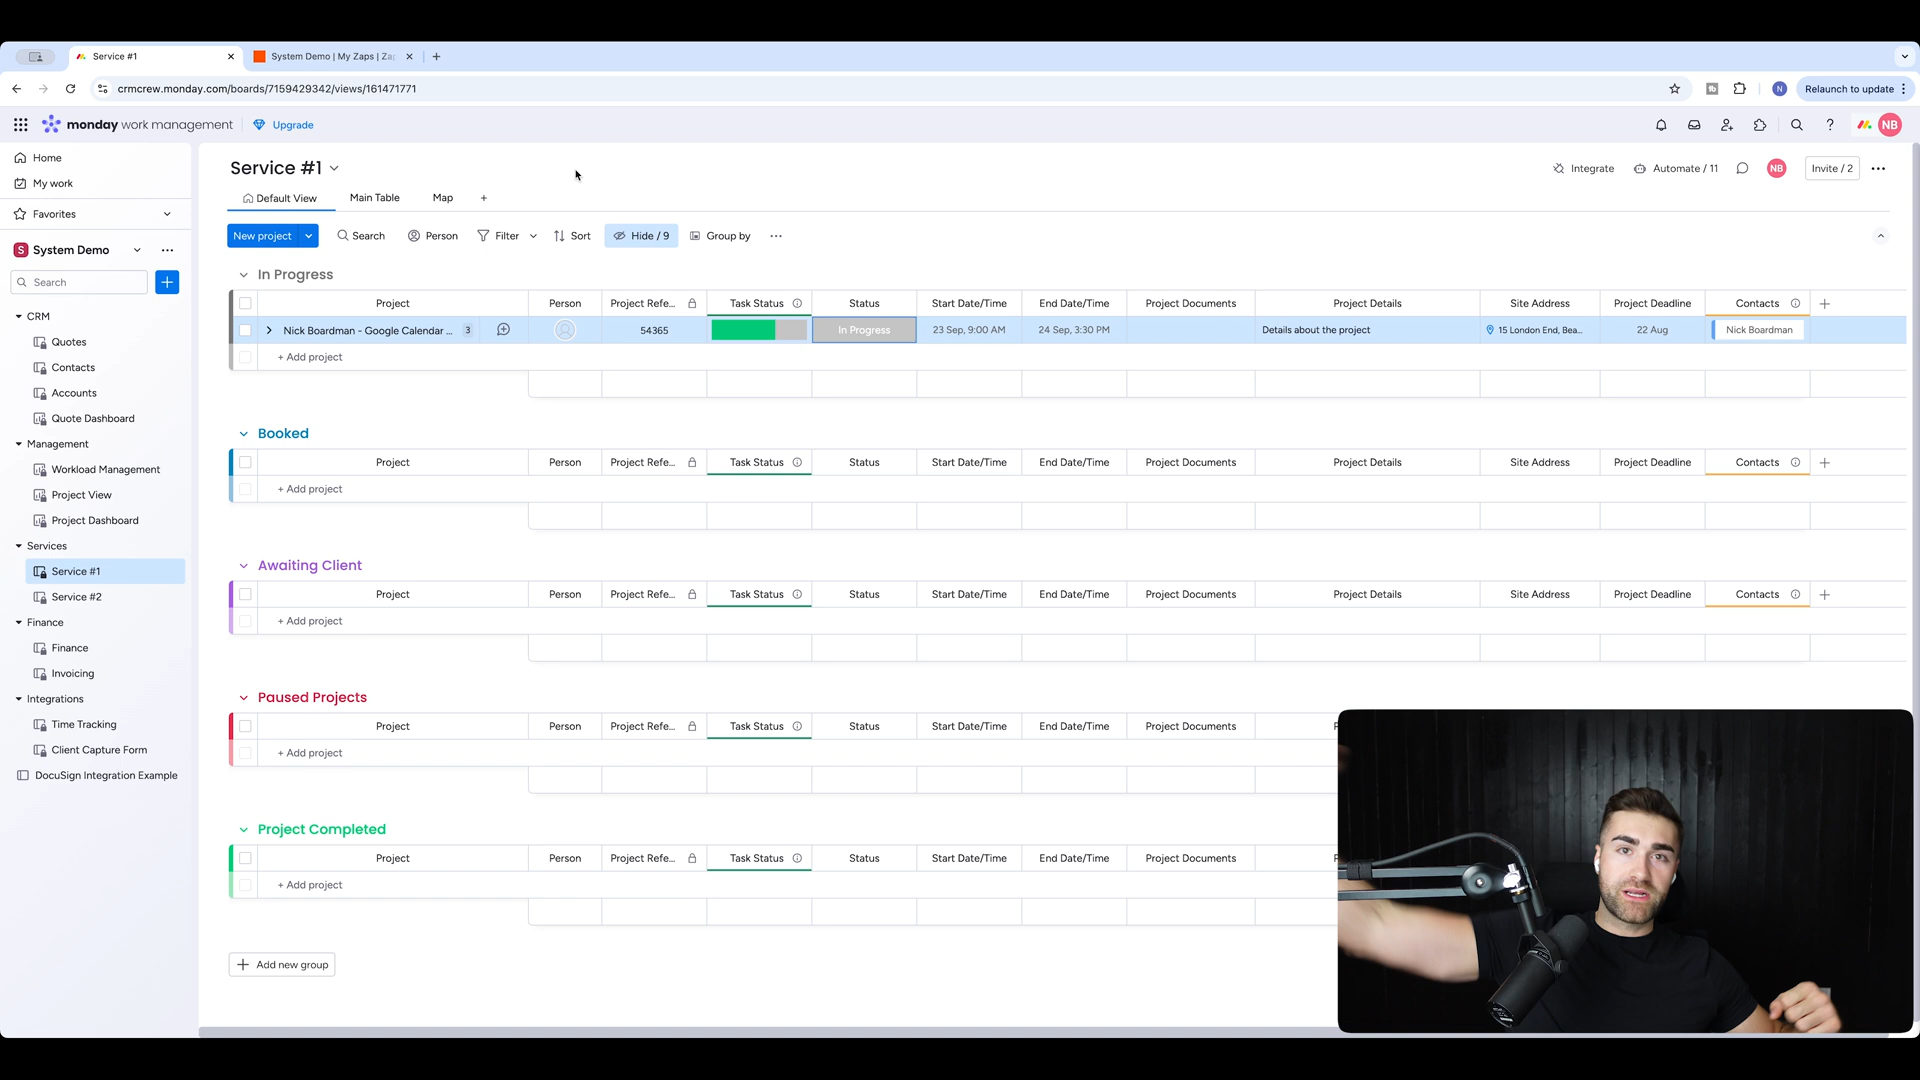 Service #1
System Demo | My Zaps | Za
crmcrew.monday.com/boards/7159429342/views/161471771
N
Relaunch to update
monday work management
Upgrade
NB
Home
My work
Favorites
S System Demo
Search
CRM
Quotes
Contacts
Accounts
Quote Dashboard
Management
Workload Management
Project View
Project Dashboard
Services
Service #1
Service #2
Finance
Finance
Invoicing
Integrations
Time Tracking
Client Capture Form
DocuSign Integration Example
Service #1
Integrate
Automate / 11
NB
Invite / 2
Default View
Main Table
Map
New project
Search
Person
Filter
Sort
Hide / 9
Group by
In Progress
Project Person Project Refe... Task Status Status Start Date/Time End Date/Time Project Documents Project Details Site Address Project Deadline Contacts
Nick Boardman - Google Calendar ... 3 54365 In Progress 23 Sep, 9:00 AM 24 Sep, 3:30 PM Details about the project 15 London End, Bea... 22 Aug Nick Boardman
+ Add project
Booked
Project Person Project Refe... Task Status Status Start Date/Time End Date/Time Project Documents Project Details Site Address Project Deadline Contacts
+ Add project
Awaiting Client
Project Person Project Refe... Task Status Status Start Date/Time End Date/Time Project Documents Project Details Site Address Project Deadline Contacts
+ Add project
Paused Projects
Project Person Project Refe... Task Status Status Start Date/Time End Date/Time Project Documents
+ Add project
Project Completed
Project Person Project Refe... Task Status Status Start Date/Time End Date/Time Project Documents
+ Add project
Add new group